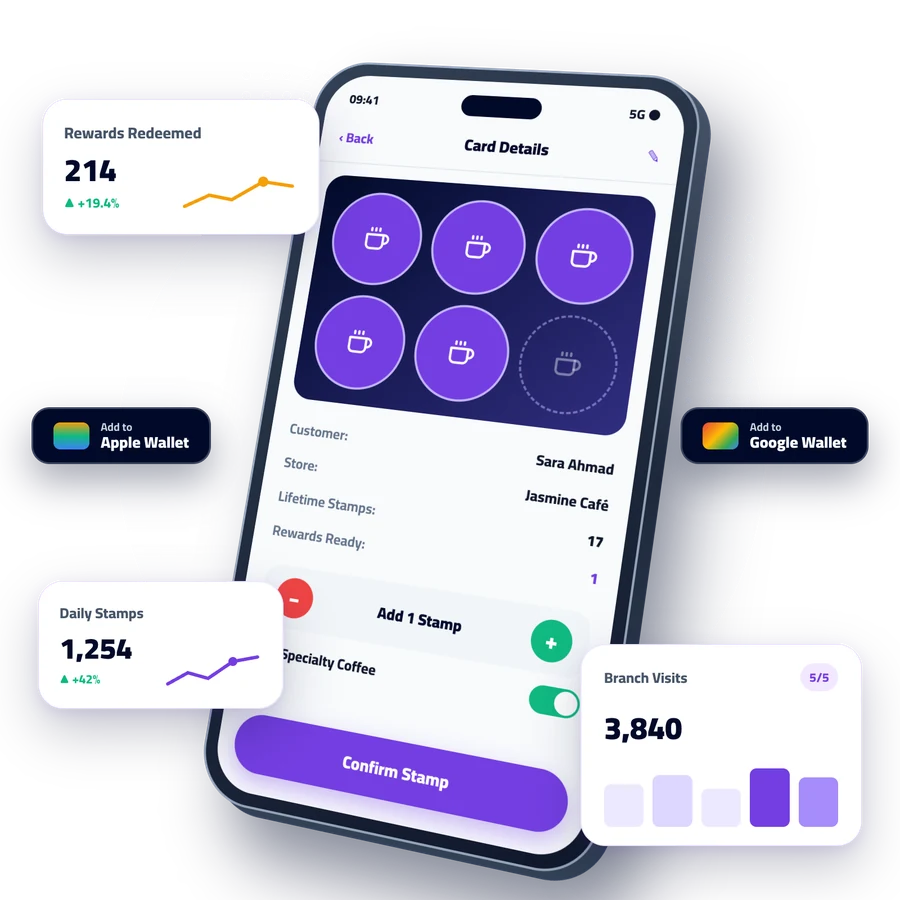 09:41
5G
‹ Back
Card Details
Rewards Redeemed
214
▲ +19.4%
Add to
Apple Wallet
Add to
Google Wallet
Customer:
Sara Ahmad
Store:
Jasmine Café
Lifetime Stamps:
17
Rewards Ready:
1
Daily Stamps
1,254
▲ +42%
–
Add 1 Stamp
+
Specialty Coffee
Confirm Stamp
Branch Visits
5/5
3,840